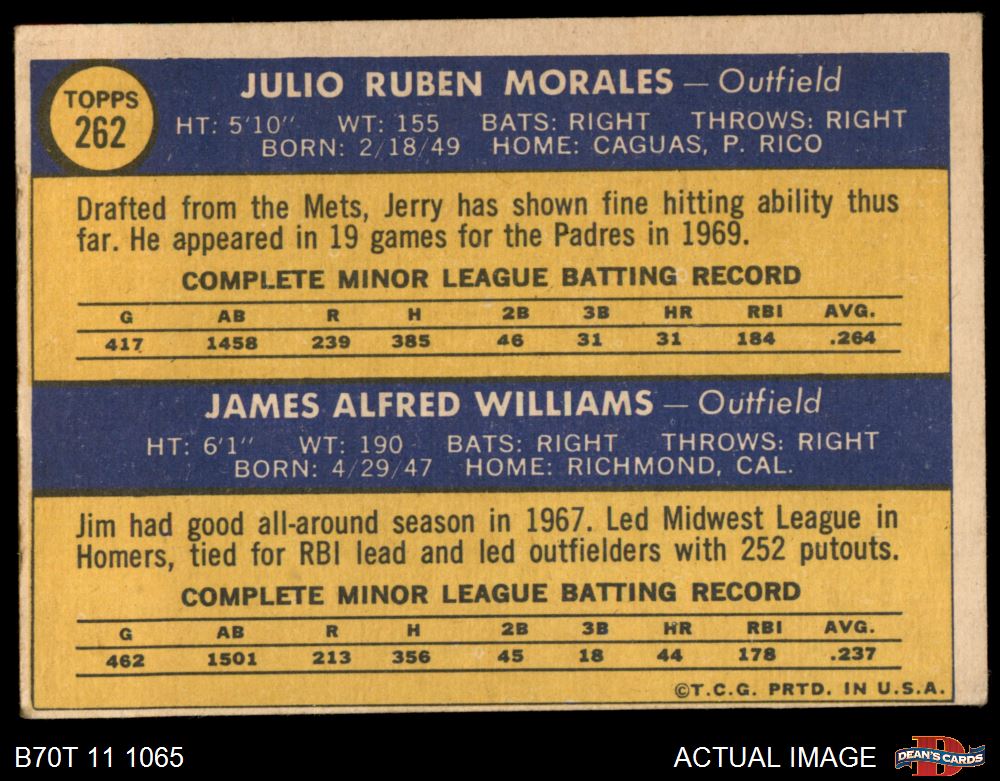 TOPPS
262
JULIO RUBEN MORALES — Outfield
HT: 5'10" WT: 155 BATS: RIGHT THROWS: RIGHT
BORN: 2/18/49 HOME: CAGUAS, P. RICO
Drafted from the Mets, Jerry has shown fine hitting ability thus
far. He appeared in 19 games for the Padres in 1969.
COMPLETE MINOR LEAGUE BATTING RECORD
G AB R H 2B 3B HR RBI AVG.
417 1458 239 385 46 31 31 184 .264
JAMES ALFRED WILLIAMS — Outfield
HT: 6'1" WT: 190 BATS: RIGHT THROWS: RIGHT
BORN: 4/29/47 HOME: RICHMOND, CAL.
Jim had good all-around season in 1967. Led Midwest League in
Homers, tied for RBI lead and led outfielders with 252 putouts.
COMPLETE MINOR LEAGUE BATTING RECORD
G AB R H 2B 3B HR RBI AVG.
462 1501 213 356 45 18 44 178 .237
©T.C.G. PRTD. IN U.S.A.
B70T 11 1065
ACTUAL IMAGE
D
DEAN'S CARDS